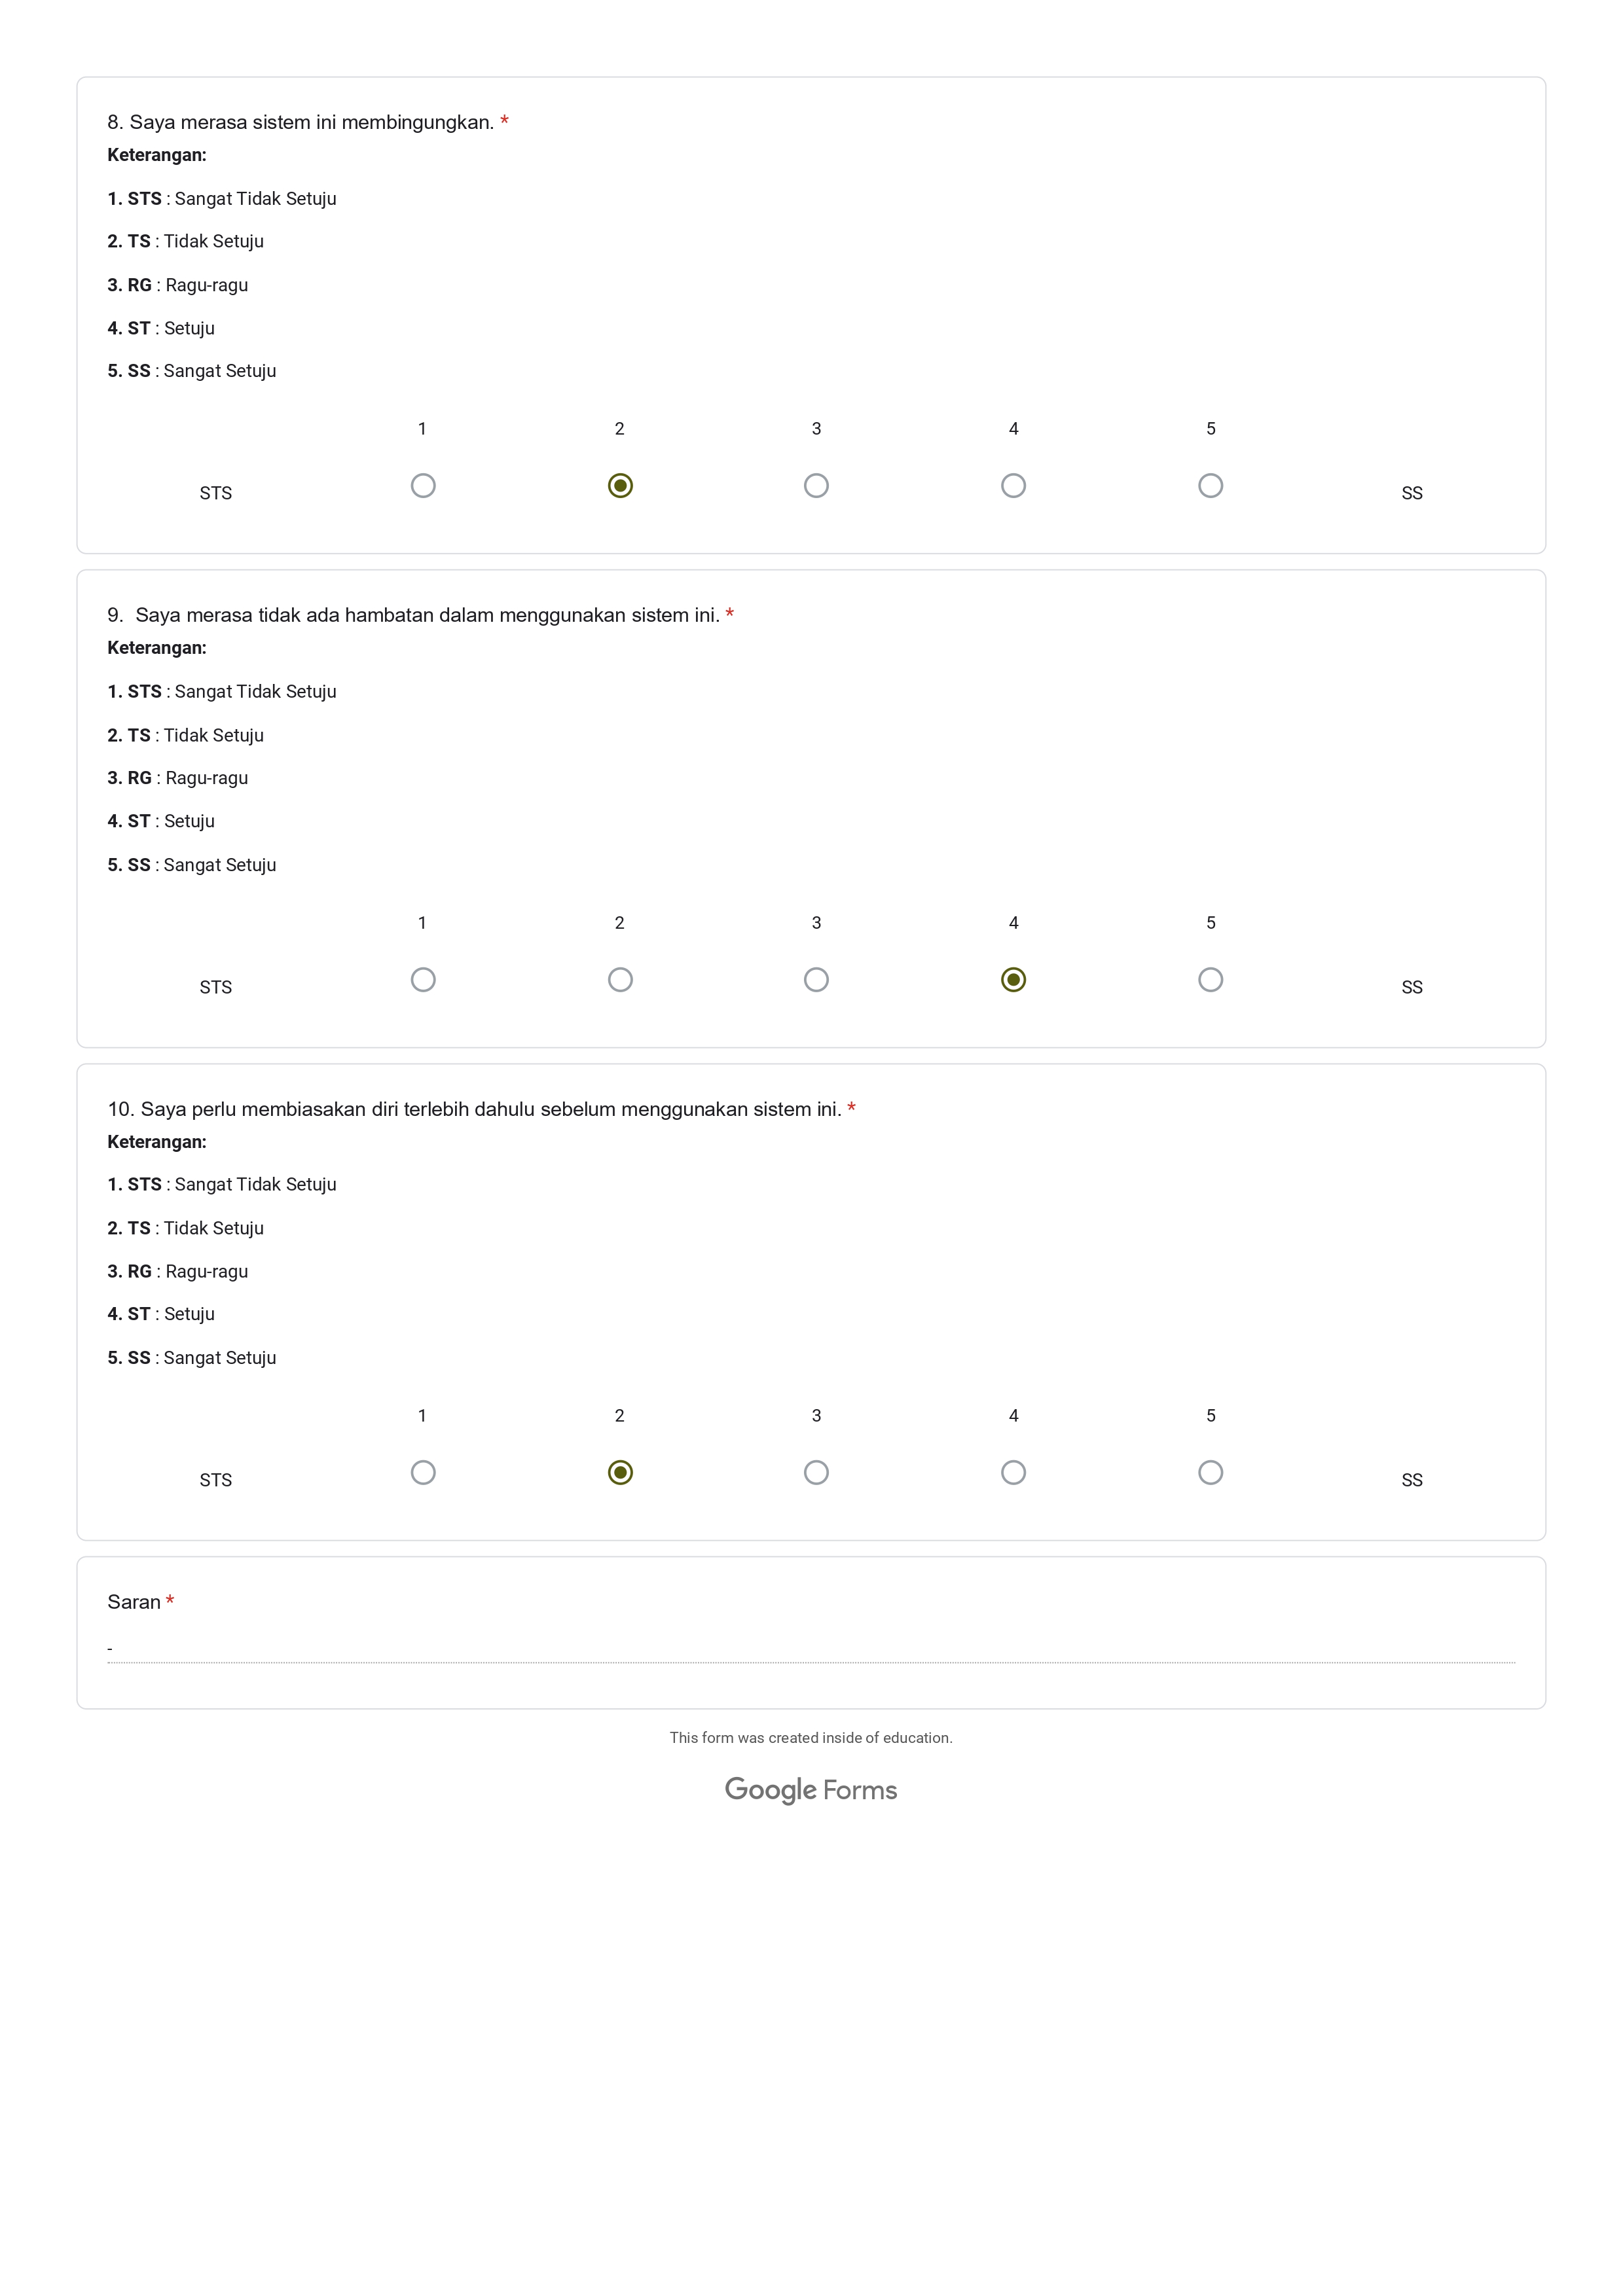 8. Saya merasa sistem ini membingungkan. *
Keterangan:
1. STS : Sangat Tidak Setuju
2. TS : Tidak Setuju
3. RG : Ragu-ragu
4. ST : Setuju
5. SS : Sangat Setuju
1 2 3 4 5
STS SS
9. Saya merasa tidak ada hambatan dalam menggunakan sistem ini. *
Keterangan:
1. STS : Sangat Tidak Setuju
2. TS : Tidak Setuju
3. RG : Ragu-ragu
4. ST : Setuju
5. SS : Sangat Setuju
1 2 3 4 5
STS SS
10. Saya perlu membiasakan diri terlebih dahulu sebelum menggunakan sistem ini. *
Keterangan:
1. STS : Sangat Tidak Setuju
2. TS : Tidak Setuju
3. RG : Ragu-ragu
4. ST : Setuju
5. SS : Sangat Setuju
1 2 3 4 5
STS SS
Saran *
-
This form was created inside of education.
Google Forms